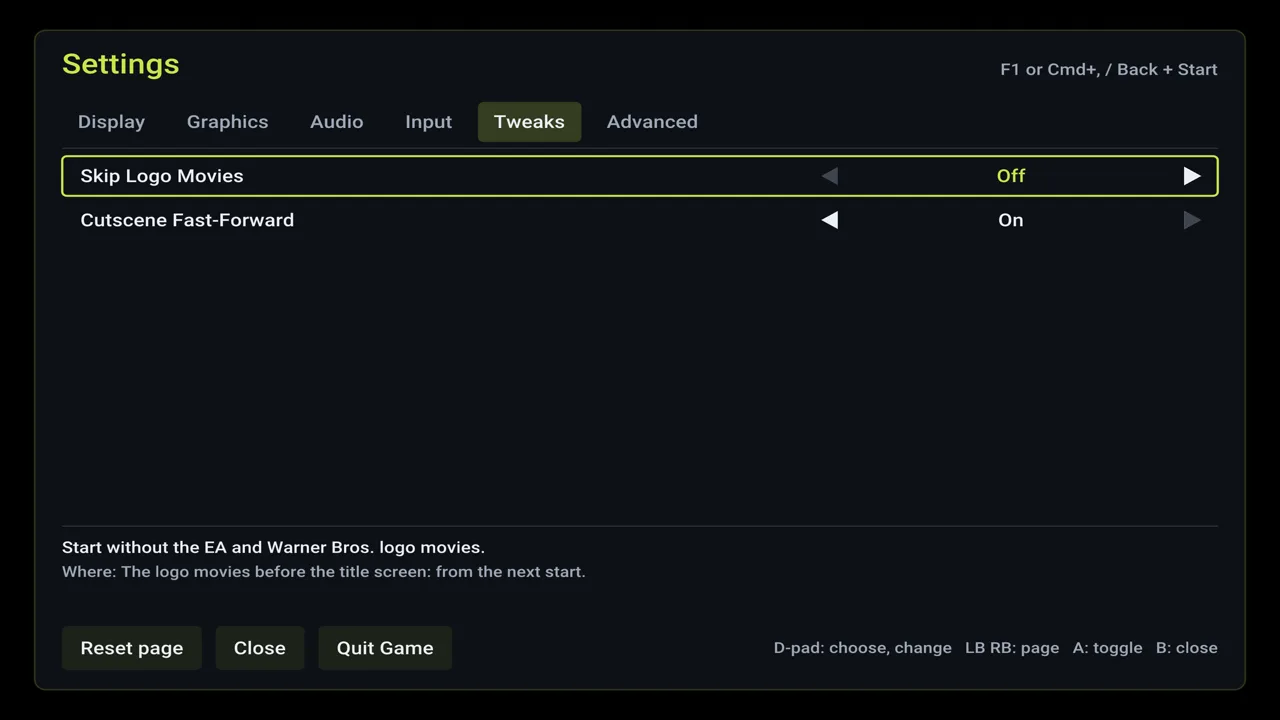 Settings
F1 or Cmd+, / Back + Start
Display Graphics Audio Input Tweaks Advanced
Skip Logo Movies Off
Cutscene Fast-Forward On
Start without the EA and Warner Bros. logo movies.
Where: The logo movies before the title screen: from the next start.
Reset page Close Quit Game D-pad: choose, change LB RB: page A: toggle B: close